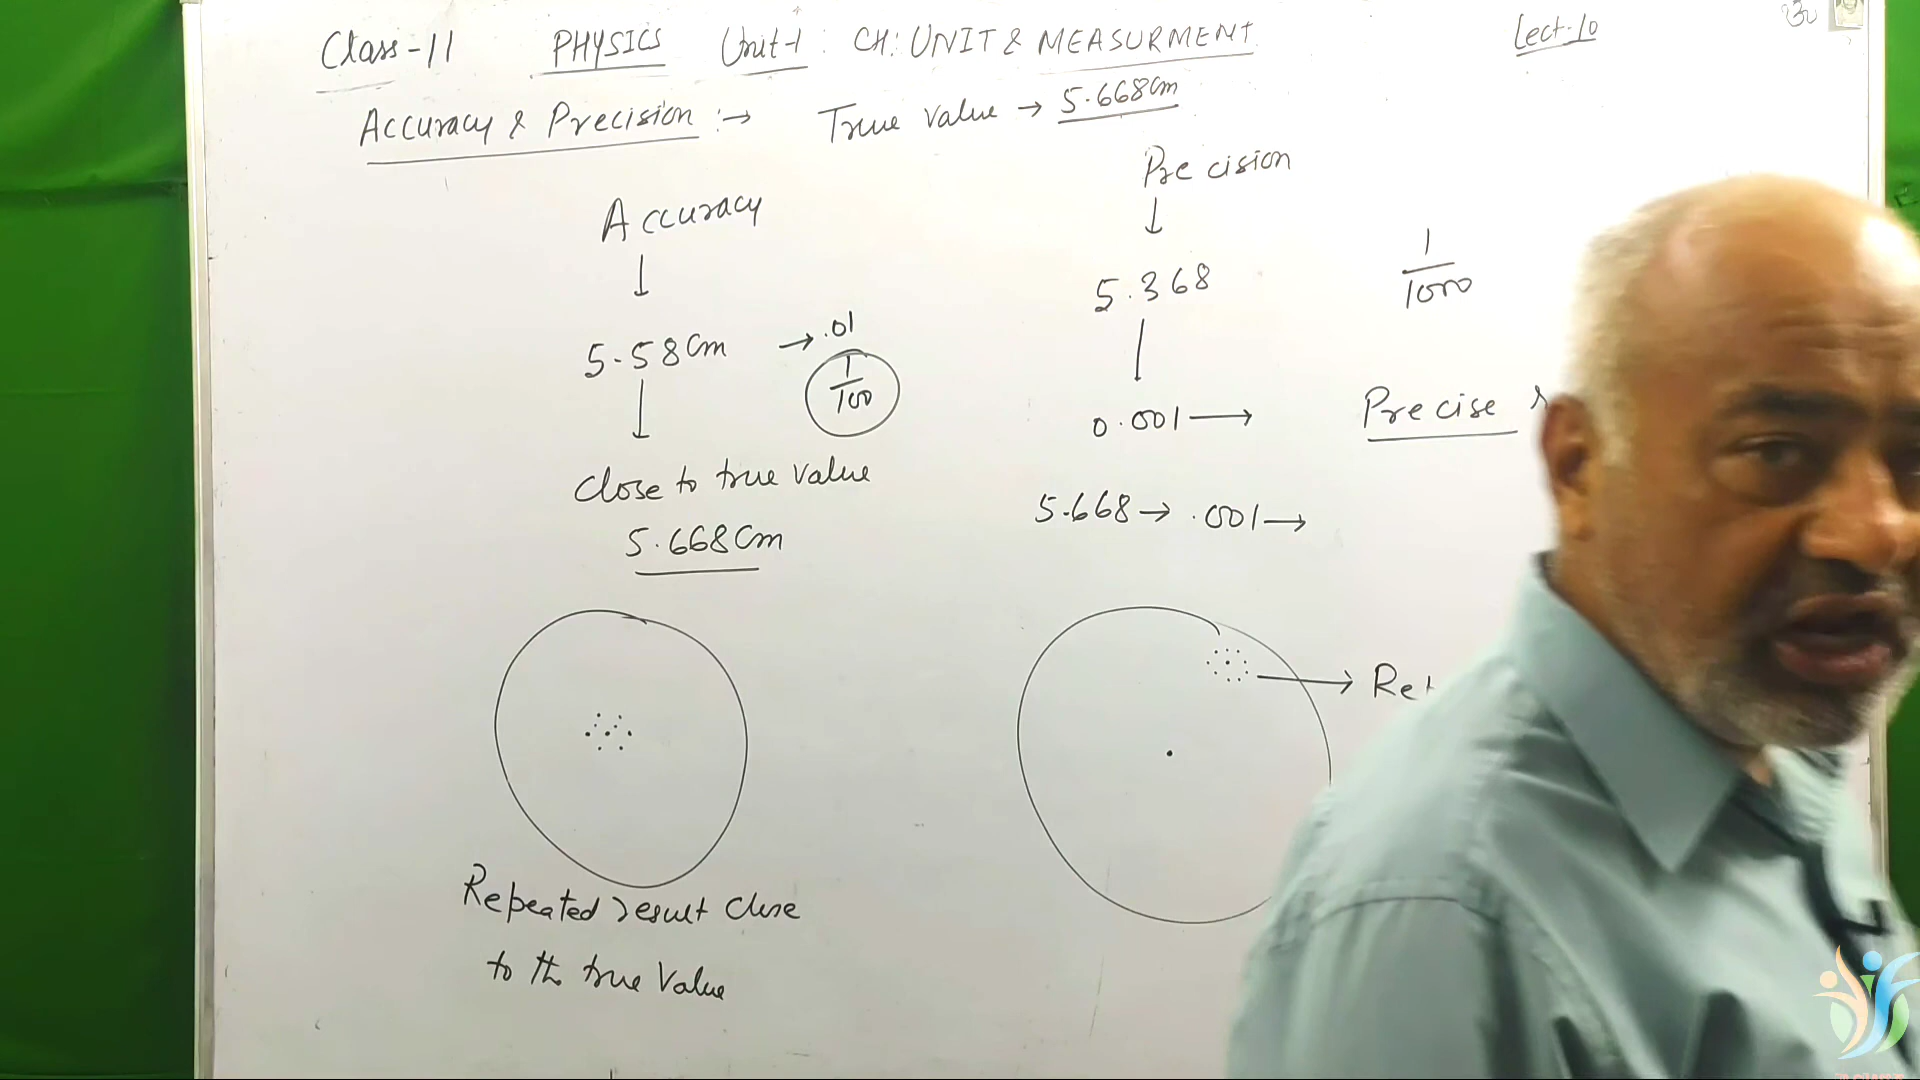 Class-11 PHYSICS Unit-1 : CH: UNIT & MEASURMENT Lect-10
Accuracy & Precision :→ True value → 5.668cm
Accuracy
5.58cm → .01
1/100
Close to true value
5.668cm
Repeated result close
to th true value
Precision
5.368
1/1000
0.001 → Precise
5.668 → .001 →